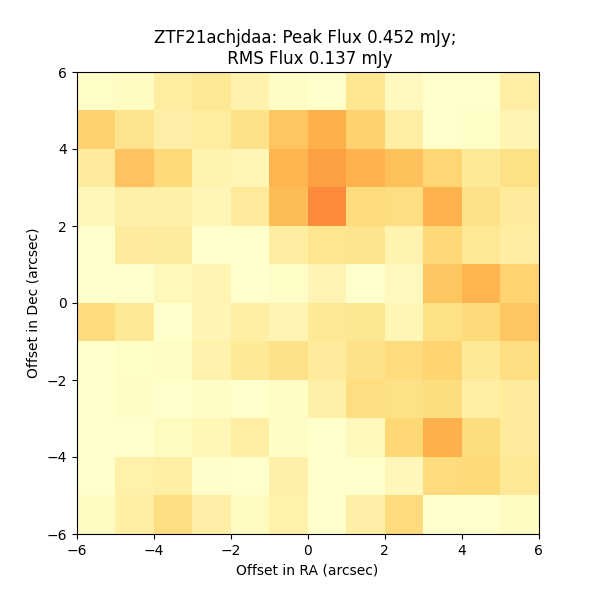 ZTF21achjdaa: Peak Flux 0.452 mJy;
RMS Flux 0.137 mJy
6
4
2
0
−2
−4
−6
Offset in Dec (arcsec)
−6 −4 −2 0 2 4 6
Offset in RA (arcsec)